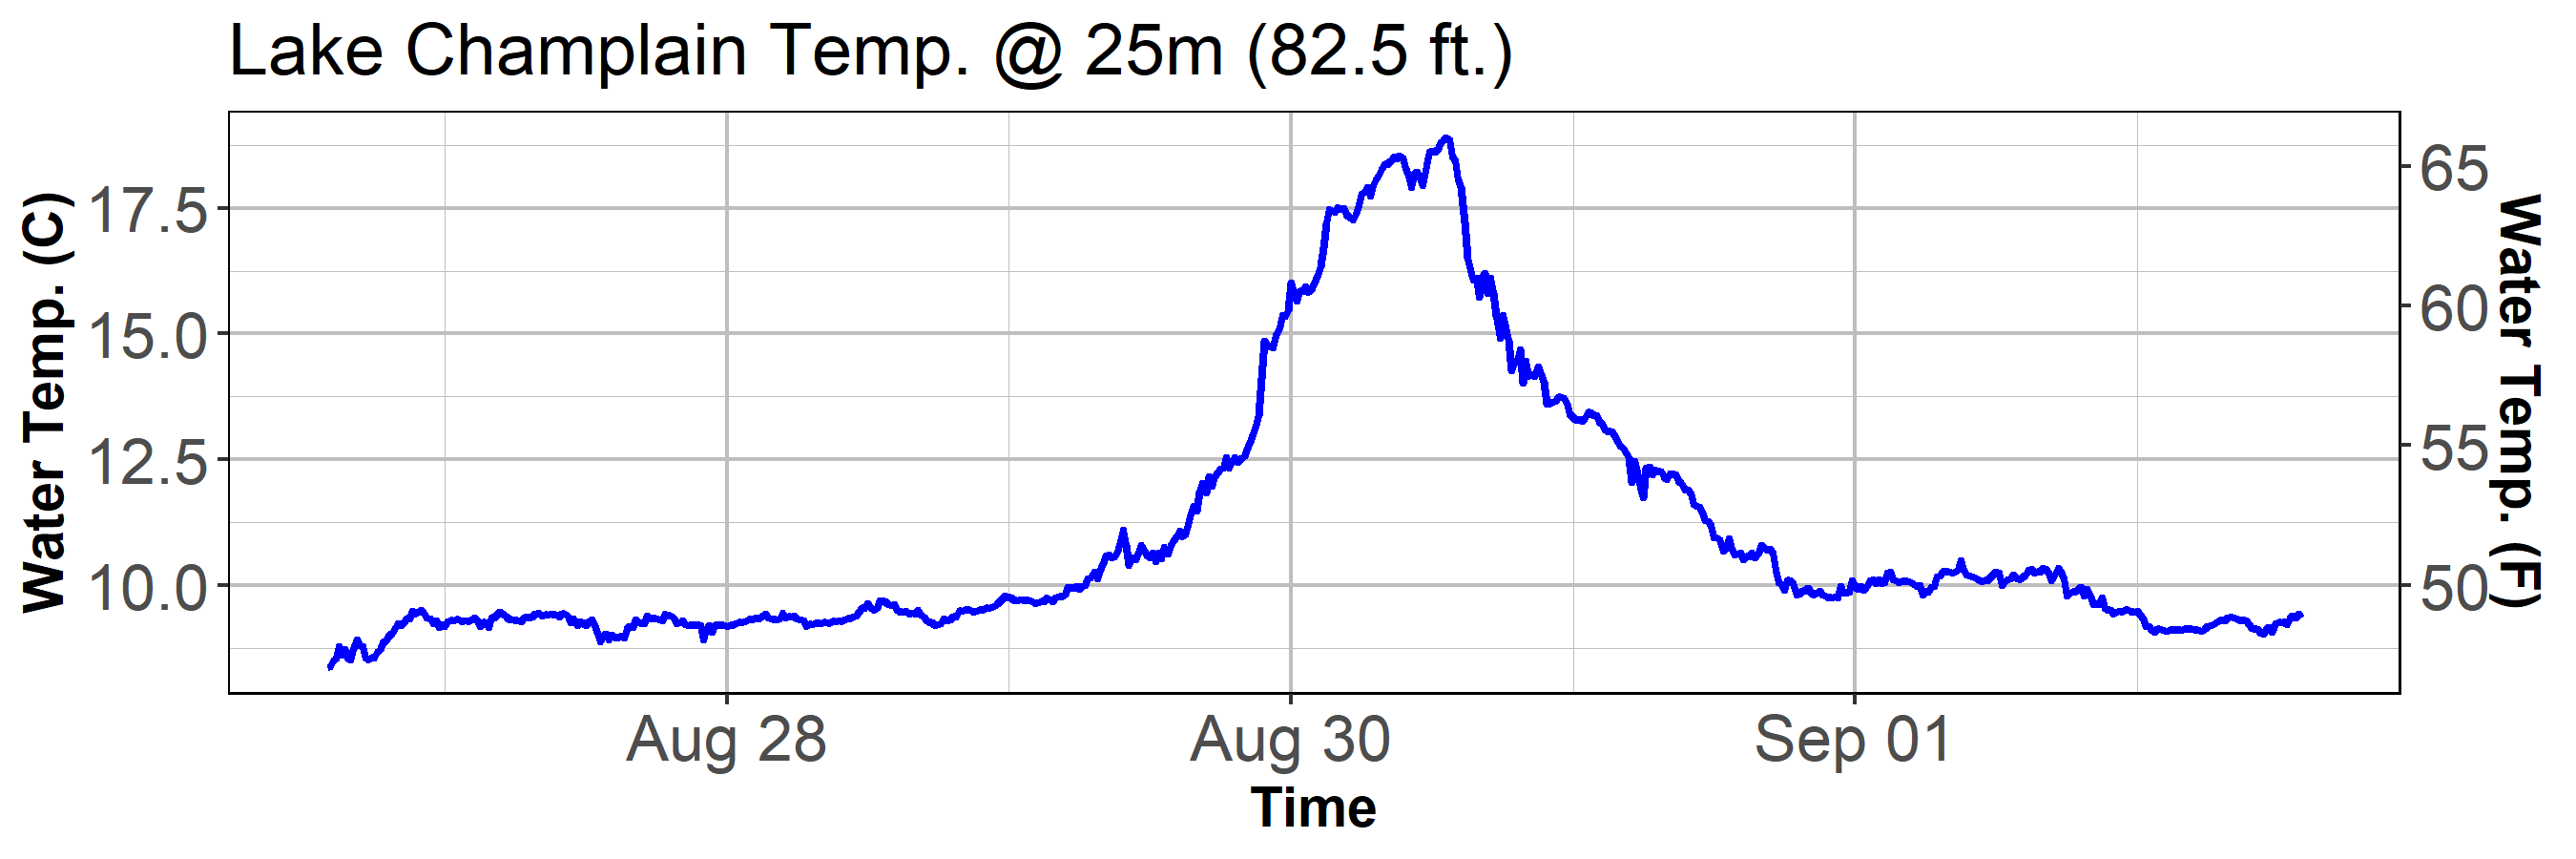 Lake Champlain Temp. @ 25m (82.5 ft.)
Water Temp. (C)
17.5
15.0
12.5
10.0
65
60
55
50
Water Temp. (F)
Aug 28
Aug 30
Sep 01
Time